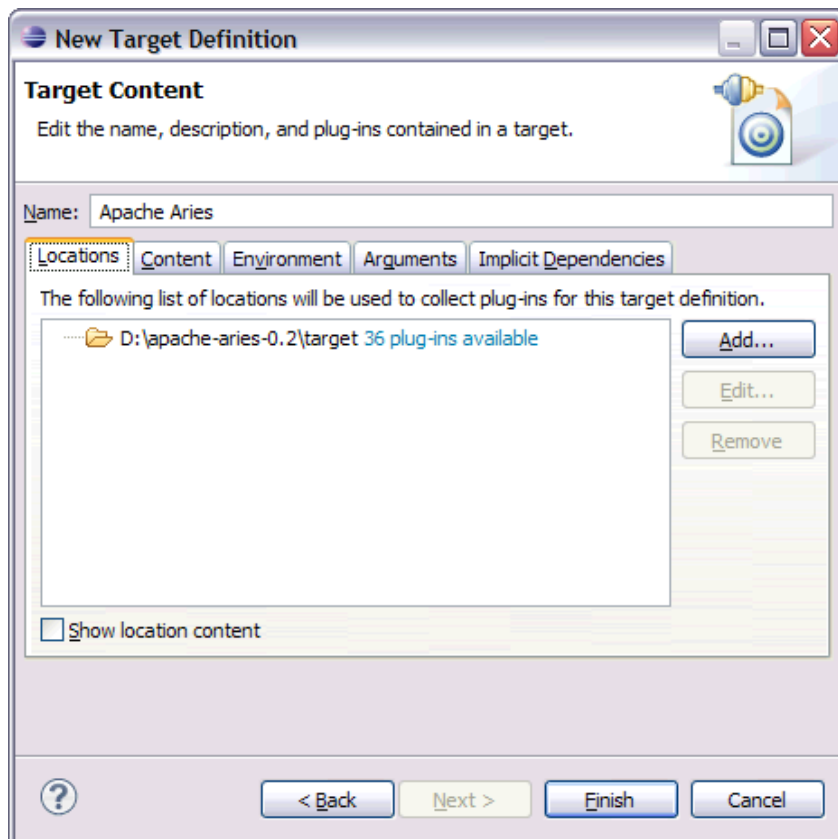 New Target Definition
Target Content
Edit the name, description, and plug-ins contained in a target.
Name: Apache Aries
Locations Content Environment Arguments Implicit Dependencies
The following list of locations will be used to collect plug-ins for this target definition.
D:\apache-aries-0.2\target 36 plug-ins available
Add...
Edit...
Remove
Show location content
? < Back Next > Finish Cancel